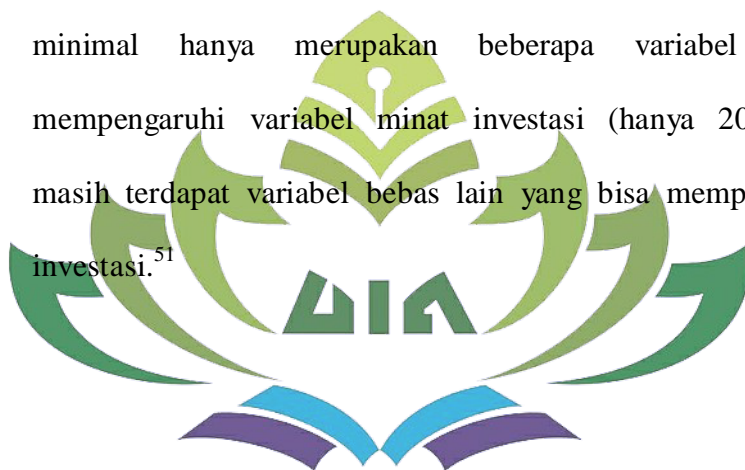 minimal hanya merupakan beberapa variabel
mempengaruhi variabel minat investasi (hanya 20
masih terdapat variabel bebas lain yang bisa memp
investasi.51
UIN